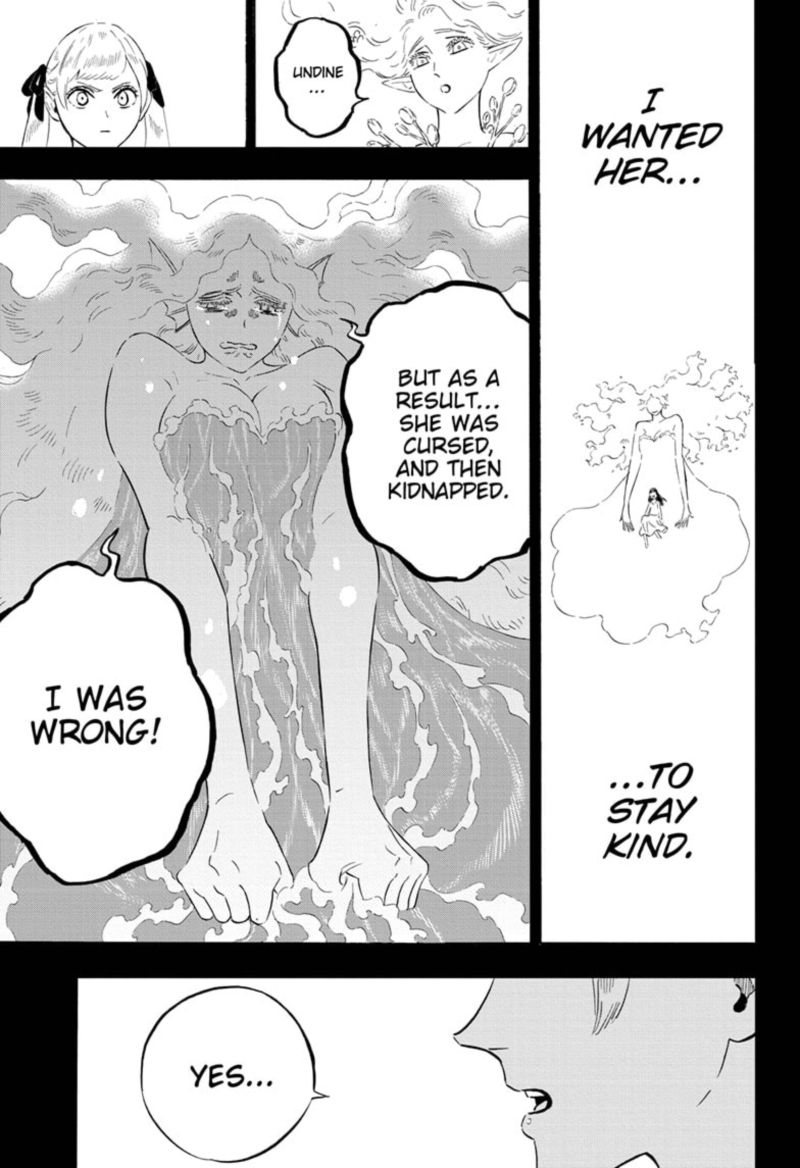 I
WANTED
HER...
...TO
STAY
KIND.
UNDINE
...
BUT AS A
RESULT...
SHE WAS
CURSED,
AND THEN
KIDNAPPED.
I WAS
WRONG!
YES...